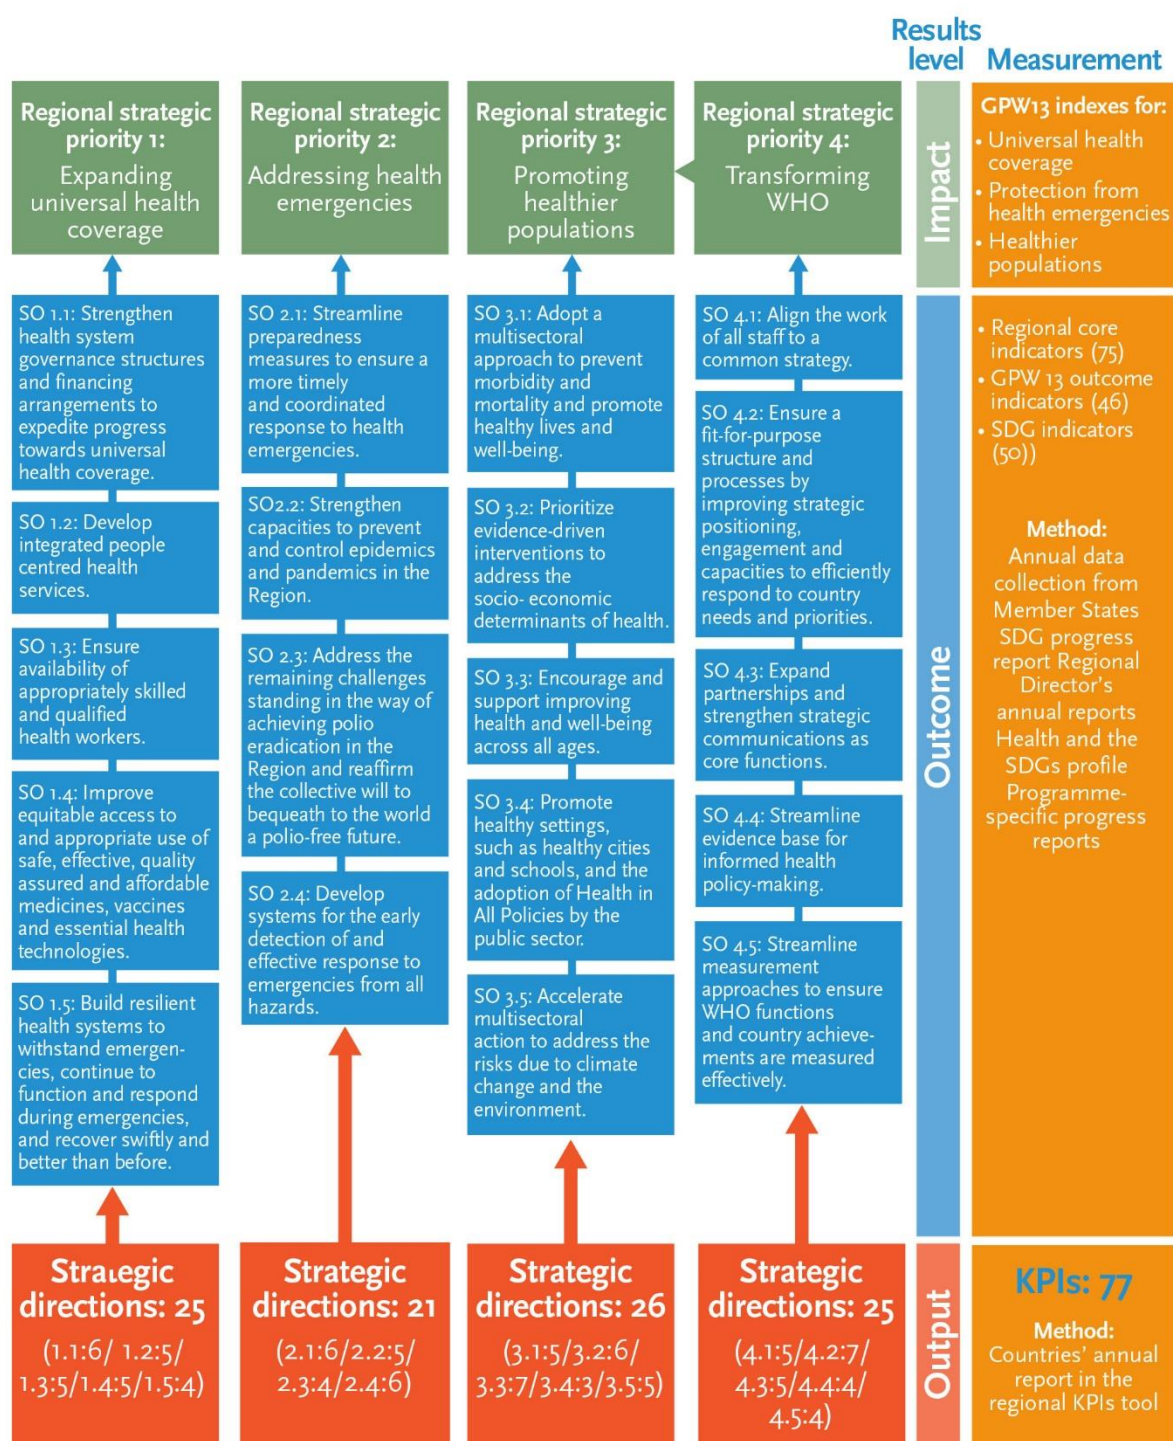 Results
level
Measurement
Regional strategic
priority 1:
Expanding
universal health
coverage
Regional strategic
priority 2:
Addressing health
emergencies
Regional strategic
priority 3:
Promoting
healthier
populations
Regional strategic
priority 4:
Transforming
WHO
Impact
GPW13 indexes for:
• Universal health
coverage
• Protection from
health emergencies
• Healthier
populations
SO 1.1: Strengthen
health system
governance structures
and financing
arrangements to
expedite progress
towards universal
health coverage.
SO 1.2: Develop
integrated people
centred health
services.
SO 1.3: Ensure
availability of
appropriately skilled
and qualified
health workers.
SO 1.4: Improve
equitable access to
and appropriate use of
safe, effective, quality
assured and affordable
medicines, vaccines
and essential health
technologies.
SO 1.5: Build resilient
health systems to
withstand emergen-
cies, continue to
function and respond
during emergencies,
and recover swiftly and
better than before.
SO 2.1: Streamline
preparedness
measures to ensure a
more timely
and coordinated
response to health
emergencies.
SO2.2: Strengthen
capacities to prevent
and control epidemics
and pandemics in the
Region.
SO 2.3: Address the
remaining challenges
standing in the way of
achieving polio
eradication in the
Region and reaffirm
the collective will to
bequeath to the world
a polio-free future.
SO 2.4: Develop
systems for the early
detection of and
effective response to
emergencies from all
hazards.
SO 3.1: Adopt a
multisectoral
approach to prevent
morbidity and
mortality and promote
healthy lives and
well-being.
SO 3.2: Prioritize
evidence-driven
interventions to
address the
socio- economic
determinants of health.
SO 3.3: Encourage and
support improving
health and well-being
across all ages.
SO 3.4: Promote
healthy settings,
such as healthy cities
and schools, and the
adoption of Health in
All Policies by the
public sector.
SO 3.5: Accelerate
multisectoral
action to address the
risks due to climate
change and the
environment.
SO 4.1: Align the work
of all staff to a
common strategy.
SO 4.2: Ensure a
fit-for-purpose
structure and
processes by
improving strategic
positioning,
engagement and
capacities to efficiently
respond to country
needs and priorities.
SO 4.3: Expand
partnerships and
strengthen strategic
communications as
core functions.
SO 4.4: Streamline
evidence base for
informed health
policy-making.
SO 4.5: Streamline
measurement
approaches to ensure
WHO functions
and country achieve-
ments are measured
effectively.
Outcome
• Regional core
indicators (75)
• GPW 13 outcome
indicators (46)
• SDG indicators
(50))
Method:
Annual data
collection from
Member States
SDG progress
report Regional
Director's
annual reports
Health and the
SDGs profile
Programme-
specific progress
reports
Strategic
directions: 25
(1.1:6/ 1.2:5/
1.3:5/1.4:5/1.5:4)
Strategic
directions: 21
(2.1:6/2.2:5/
2.3:4/2.4:6)
Strategic
directions: 26
(3.1:5/3.2:6/
3.3:7/3.4:3/3.5:5)
Strategic
directions: 25
(4.1:5/4.2:7/
4.3:5/4.4:4/
4.5:4)
Output
KPIs: 77
Method:
Countries' annual
report in the
regional KPIs tool